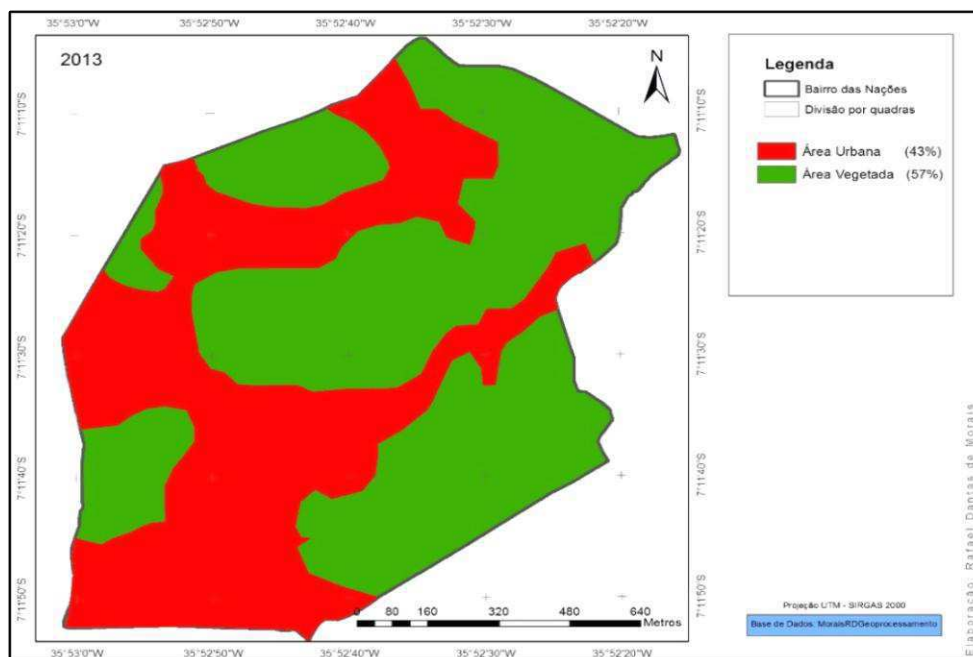 35°53'0"W 35°52'50"W 35°52'40"W 35°52'30"W 35°52'20"W
2013
N
7°11'10"S
7°11'20"S
7°11'30"S
7°11'40"S
7°11'50"S
7°11'10"S
7°11'20"S
7°11'30"S
7°11'40"S
7°11'50"S
0 80 160 320 480 640
Metros
35°53'0"W 35°52'50"W 35°52'40"W 35°52'30"W 35°52'20"W
Legenda
Bairro das Nações
Divisão por quadras
Área Urbana (43%)
Área Vegetada (57%)
Projeção UTM - SIRGAS 2000
Base de Dados: MoraisRDGeoprocessamento
Elaboração: Rafael Dantas de Morais